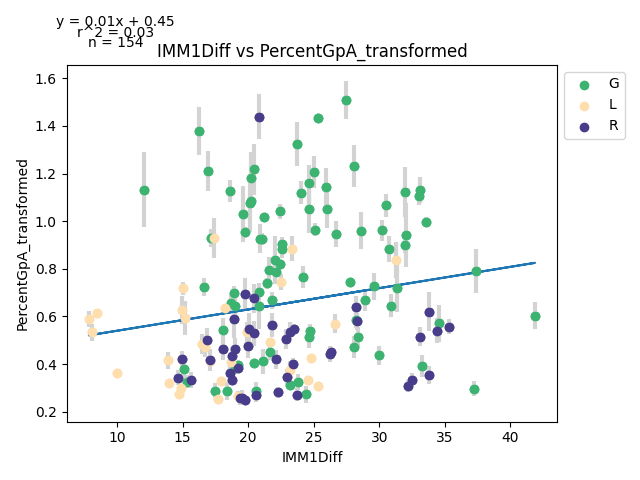 y = 0.01x + 0.45
r^2 = 0.03
n = 154
IMM1Diff vs PercentGpA_transformed
1.6
1.4
1.2
1.0
0.8
0.6
0.4
0.2
PercentGpA_transformed
10 15 20 25 30 35 40
IMM1Diff
G
L
R